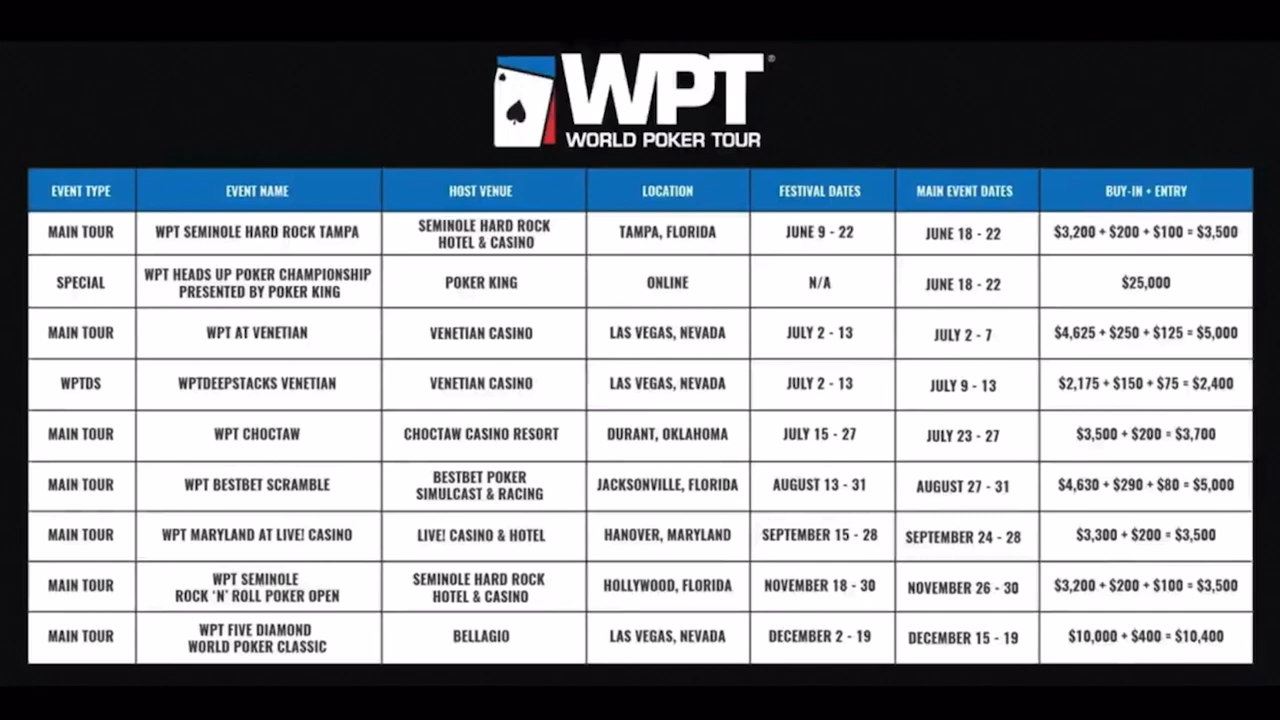 WPT®
WORLD POKER TOUR
EVENT TYPE EVENT NAME HOST VENUE LOCATION FESTIVAL DATES MAIN EVENT DATES BUY-IN + ENTRY
MAIN TOUR WPT SEMINOLE HARD ROCK TAMPA SEMINOLE HARD ROCK HOTEL & CASINO TAMPA, FLORIDA JUNE 9 - 22 JUNE 18 - 22 $3,200 + $200 + $100 = $3,500
SPECIAL WPT HEADS UP POKER CHAMPIONSHIP PRESENTED BY POKER KING POKER KING ONLINE N/A JUNE 18 - 22 $25,000
MAIN TOUR WPT AT VENETIAN VENETIAN CASINO LAS VEGAS, NEVADA JULY 2 - 13 JULY 2 - 7 $4,625 + $250 + $125 = $5,000
WPTDS WPTDEEPSTACKS VENETIAN VENETIAN CASINO LAS VEGAS, NEVADA JULY 2 - 13 JULY 9 - 13 $2,175 + $150 + $75 = $2,400
MAIN TOUR WPT CHOCTAW CHOCTAW CASINO RESORT DURANT, OKLAHOMA JULY 15 - 27 JULY 23 - 27 $3,500 + $200 = $3,700
MAIN TOUR WPT BESTBET SCRAMBLE BESTBET POKER SIMULCAST & RACING JACKSONVILLE, FLORIDA AUGUST 13 - 31 AUGUST 27 - 31 $4,630 + $290 + $80 = $5,000
MAIN TOUR WPT MARYLAND AT LIVE! CASINO LIVE! CASINO & HOTEL HANOVER, MARYLAND SEPTEMBER 15 - 28 SEPTEMBER 24 - 28 $3,300 + $200 = $3,500
MAIN TOUR WPT SEMINOLE ROCK 'N' ROLL POKER OPEN SEMINOLE HARD ROCK HOTEL & CASINO HOLLYWOOD, FLORIDA NOVEMBER 18 - 30 NOVEMBER 26 - 30 $3,200 + $200 + $100 = $3,500
MAIN TOUR WPT FIVE DIAMOND WORLD POKER CLASSIC BELLAGIO LAS VEGAS, NEVADA DECEMBER 2 - 19 DECEMBER 15 - 19 $10,000 + $400 = $10,400